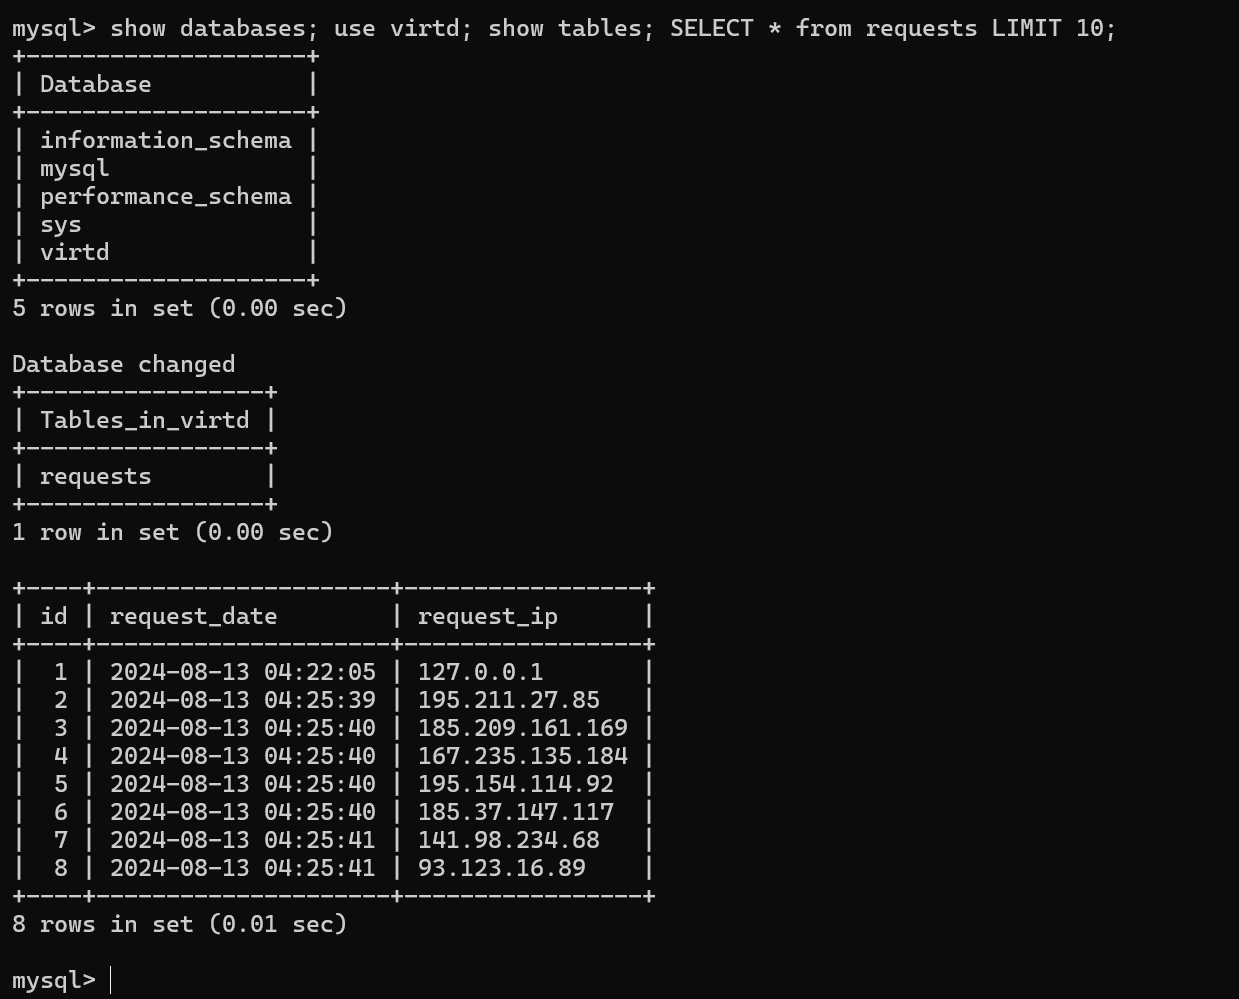 mysql> show databases; use virtd; show tables; SELECT * from requests LIMIT 10;
+--------------------+
| Database           |
+--------------------+
| information_schema |
| mysql              |
| performance_schema |
| sys                |
| virtd              |
+--------------------+
5 rows in set (0.00 sec)

Database changed
+-----------------+
| Tables_in_virtd |
+-----------------+
| requests        |
+-----------------+
1 row in set (0.00 sec)

+----+---------------------+-----------------+
| id | request_date        | request_ip      |
+----+---------------------+-----------------+
|  1 | 2024-08-13 04:22:05 | 127.0.0.1       |
|  2 | 2024-08-13 04:25:39 | 195.211.27.85   |
|  3 | 2024-08-13 04:25:40 | 185.209.161.169 |
|  4 | 2024-08-13 04:25:40 | 167.235.135.184 |
|  5 | 2024-08-13 04:25:40 | 195.154.114.92  |
|  6 | 2024-08-13 04:25:40 | 185.37.147.117  |
|  7 | 2024-08-13 04:25:41 | 141.98.234.68   |
|  8 | 2024-08-13 04:25:41 | 93.123.16.89    |
+----+---------------------+-----------------+
8 rows in set (0.01 sec)

mysql>